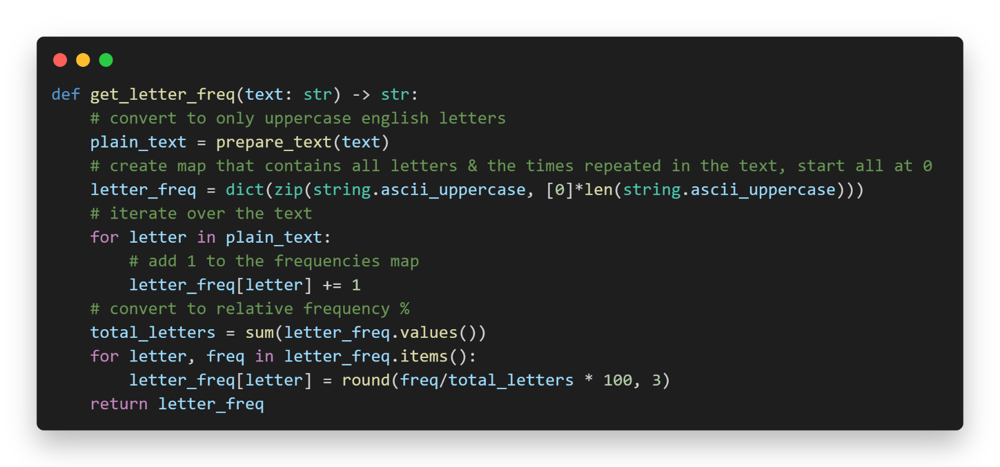 def get_letter_freq(text: str) -> str:
    # convert to only uppercase english letters
    plain_text = prepare_text(text)
    # create map that contains all letters & the times repeated in the text, start all at 0
    letter_freq = dict(zip(string.ascii_uppercase, [0]*len(string.ascii_uppercase)))
    # iterate over the text
    for letter in plain_text:
        # add 1 to the frequencies map
        letter_freq[letter] += 1
    # convert to relative frequency %
    total_letters = sum(letter_freq.values())
    for letter, freq in letter_freq.items():
        letter_freq[letter] = round(freq/total_letters * 100, 3)
    return letter_freq